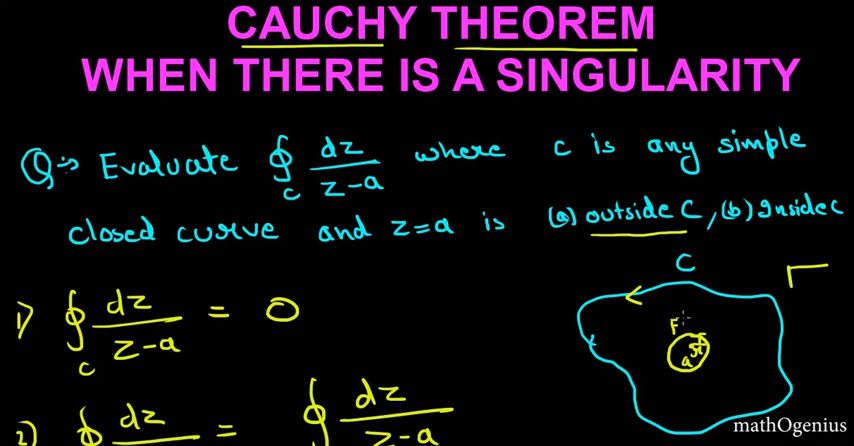 CAUCHY THEOREM
WHEN THERE IS A SINGULARITY
Q:⇒ Evaluate ∮_C dz/(z-a) where c is any simple
closed curve and z=a is (a) outside C, (b) Inside C
C
1) ∮_C dz/(z-a) = 0
F
a
2) ∮ dz = ∮ dz/(z-a)
mathOgenius